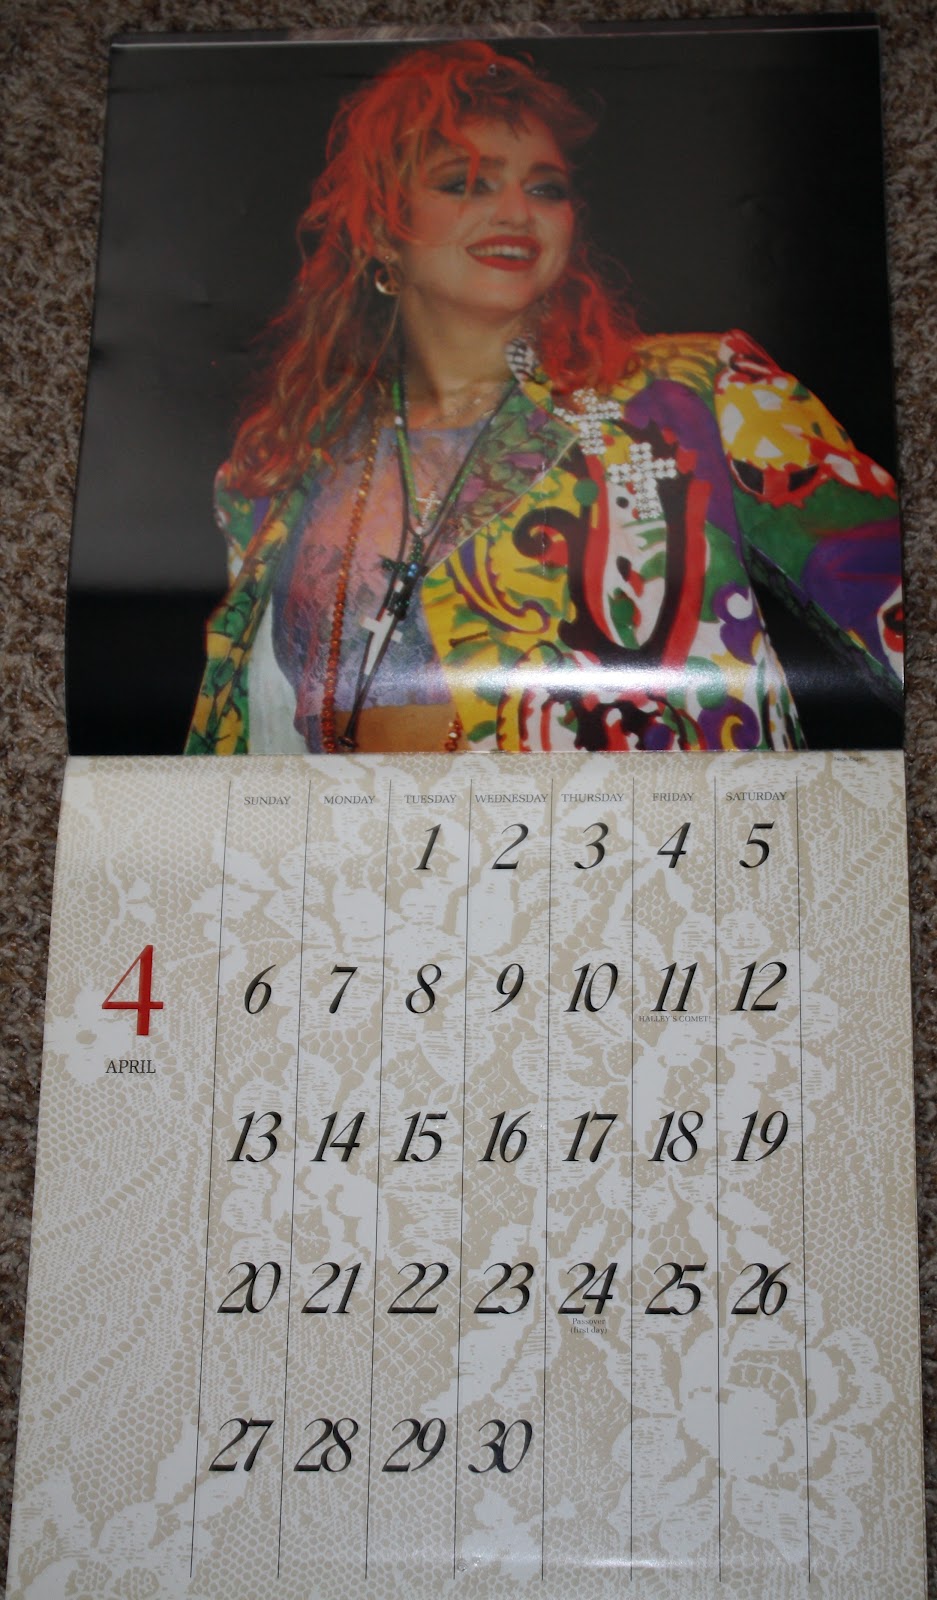 SUNDAY MONDAY TUESDAY WEDNESDAY THURSDAY FRIDAY SATURDAY
1 2 3 4 5
6 7 8 9 10 11 12
HALLEY'S COMET!
4
APRIL
13 14 15 16 17 18 19
20 21 22 23 24 25 26
Passover
(first day)
27 28 29 30